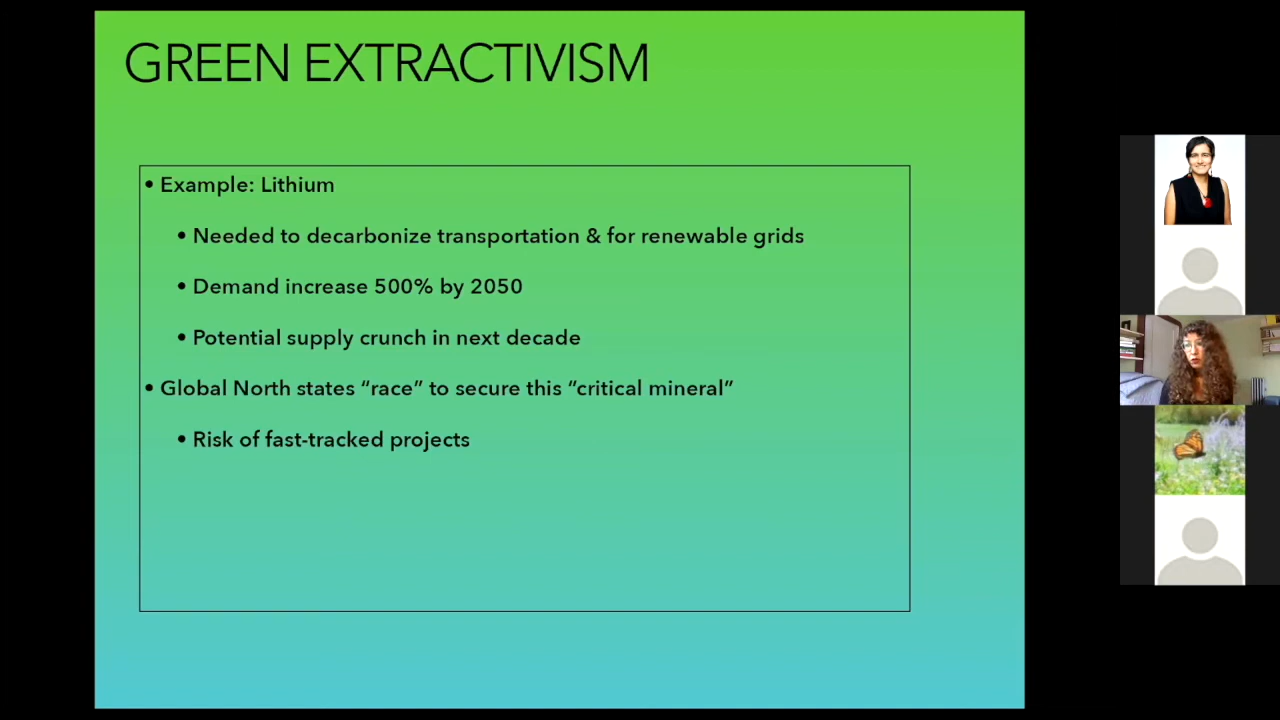 GREEN EXTRACTIVISM
• Example: Lithium
• Needed to decarbonize transportation & for renewable grids
• Demand increase 500% by 2050
• Potential supply crunch in next decade
• Global North states “race” to secure this “critical mineral”
• Risk of fast-tracked projects